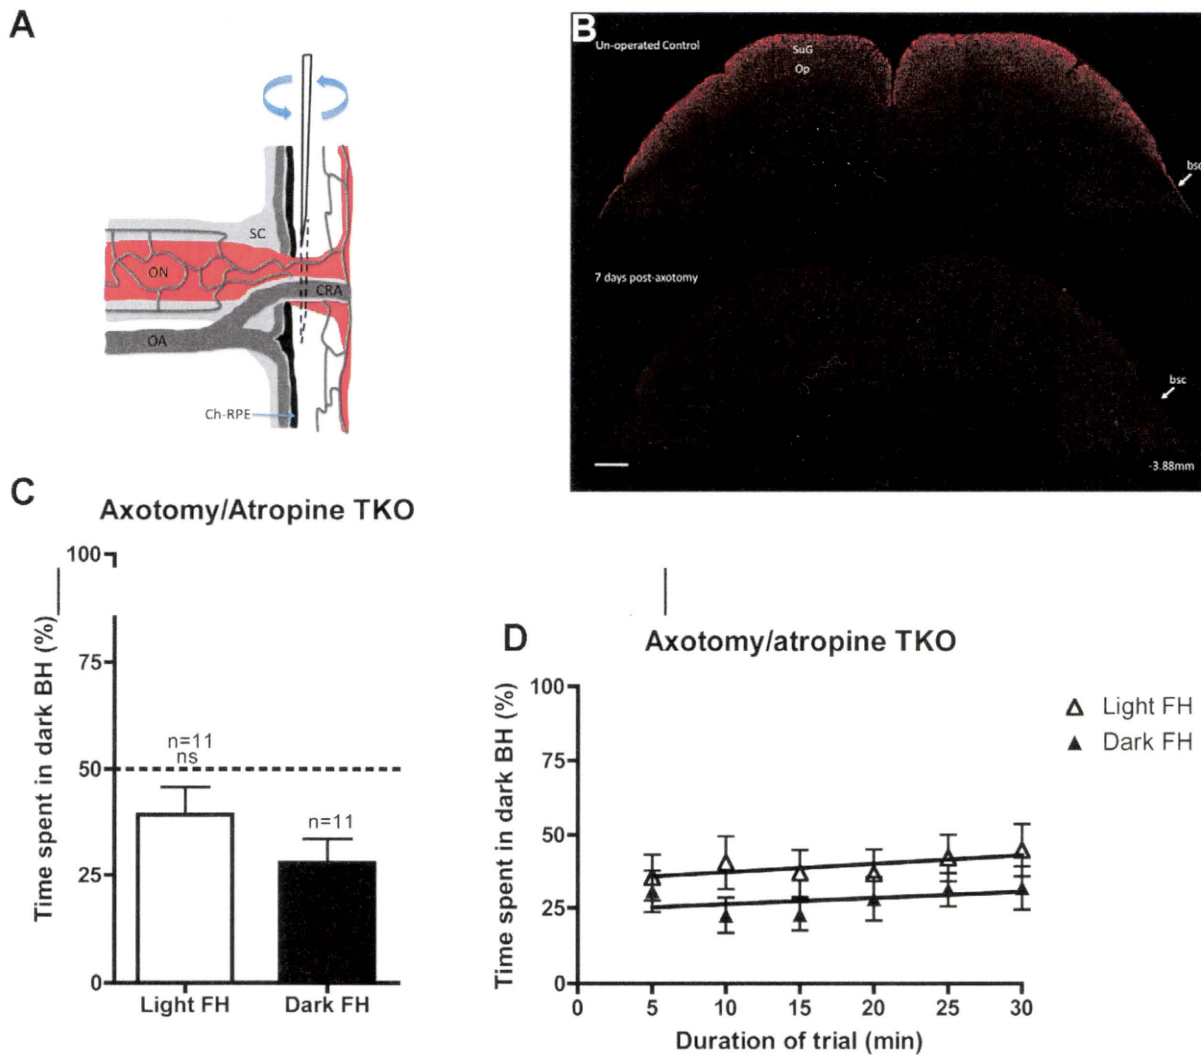 A
SC
ON
CRA
OA
Ch-RPE
B
Un-operated Control
SuG
Op
bsc
7 days post-axotomy
bsc
-3.88mm
C
Axotomy/Atropine TKO
Time spent in dark BH (%)
100
75
50
25
0
n=11
ns
n=11
Light FH
Dark FH
D
Axotomy/atropine TKO
Time spent in dark BH (%)
100
75
50
25
0
0
5
10
15
20
25
30
Duration of trial (min)
Light FH
Dark FH